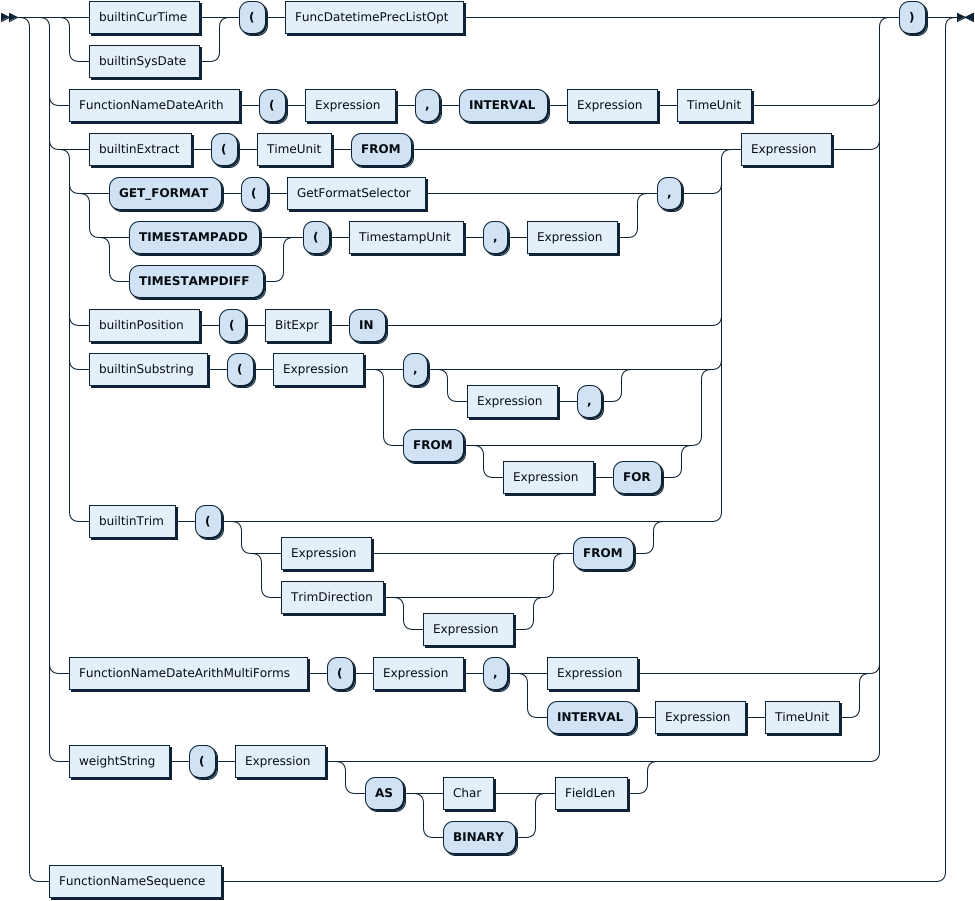 builtinCurTime ( FuncDatetimePrecListOpt )
builtinSysDate
FunctionNameDateArith ( Expression , INTERVAL Expression TimeUnit
builtinExtract ( TimeUnit FROM Expression
GET_FORMAT ( GetFormatSelector ,
TIMESTAMPADD ( TimestampUnit , Expression
TIMESTAMPDIFF
builtinPosition ( BitExpr IN
builtinSubstring ( Expression ,
Expression ,
FROM
Expression FOR
builtinTrim (
Expression FROM
TrimDirection
Expression
FunctionNameDateArithMultiForms ( Expression , Expression
INTERVAL Expression TimeUnit
weightString ( Expression
AS Char FieldLen
BINARY
FunctionNameSequence